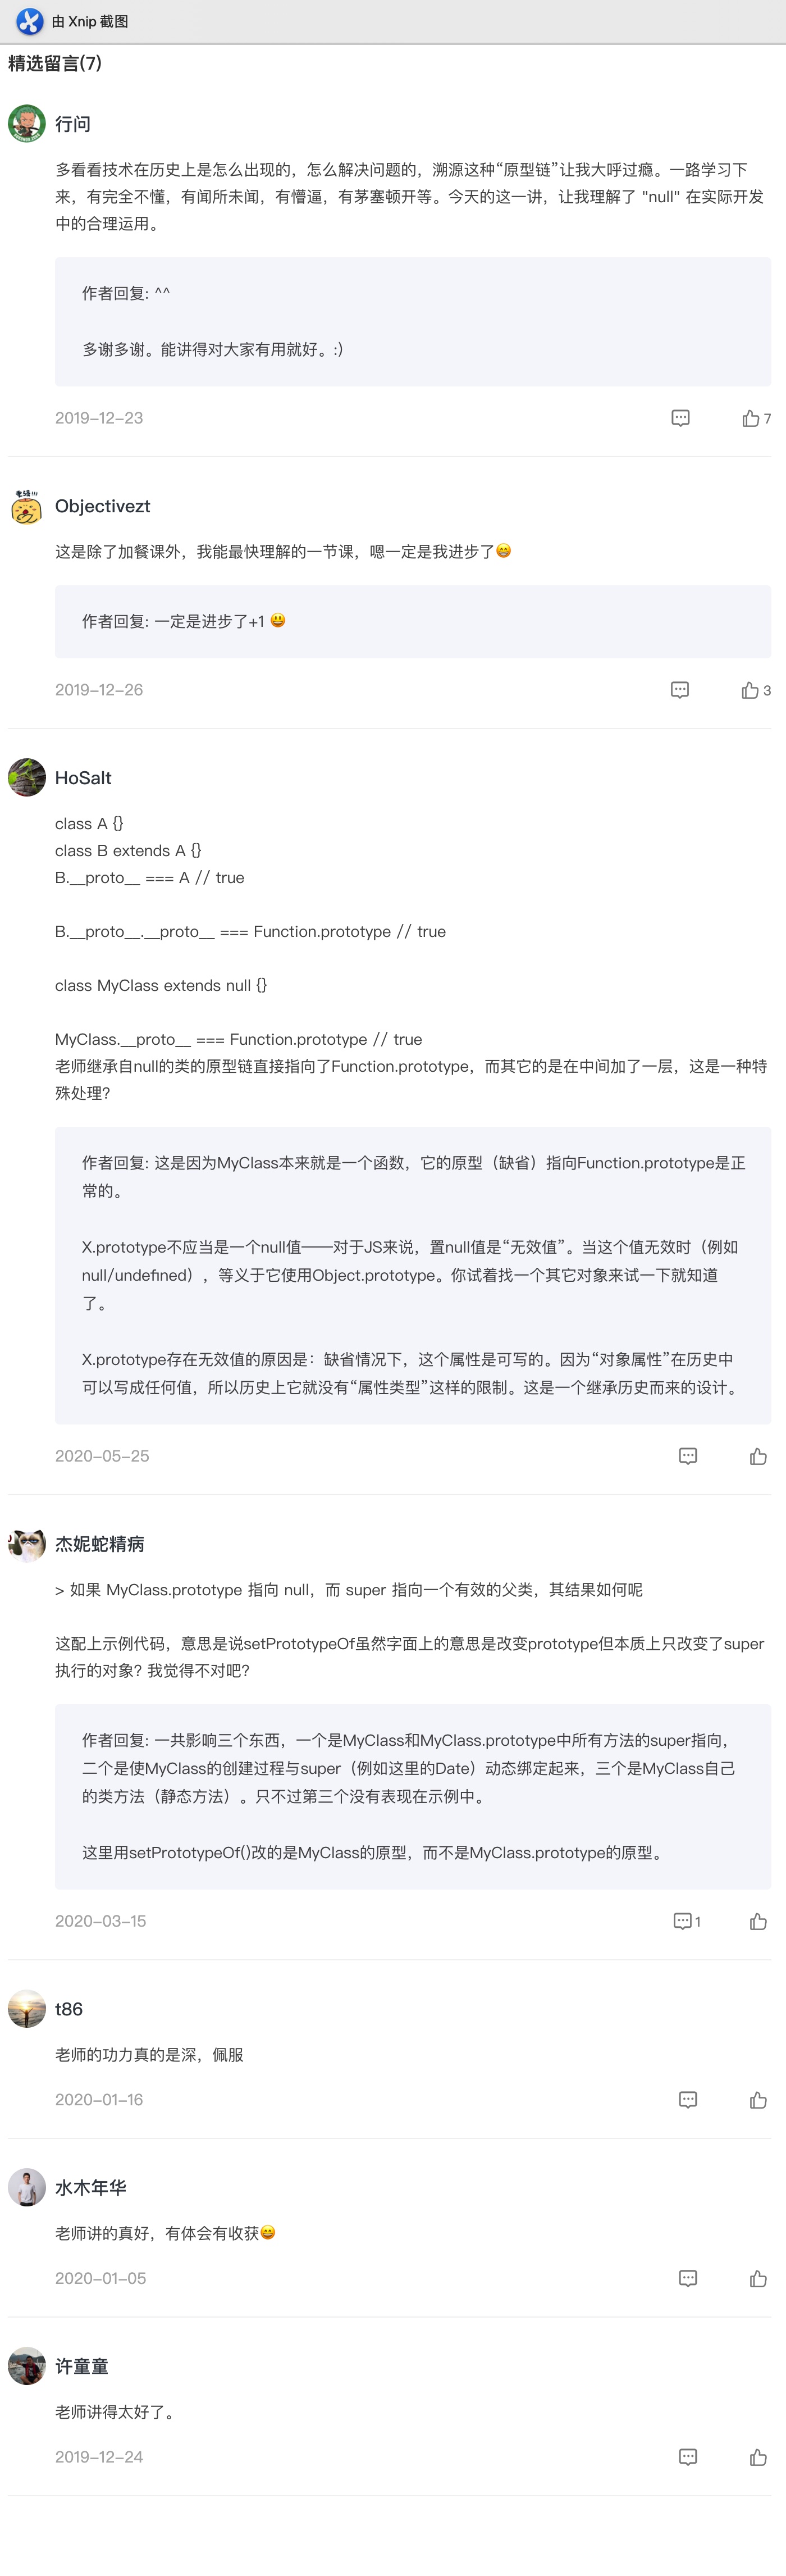 由 Xnip 截图
精选留言(7)
行问
多看看技术在历史上是怎么出现的，怎么解决问题的，溯源这种“原型链”让我大呼过瘾。一路学习下
来，有完全不懂，有闻所未闻，有懵逼，有茅塞顿开等。今天的这一讲，让我理解了 "null" 在实际开发
中的合理运用。
作者回复: ^^
多谢多谢。能讲得对大家有用就好。:)
2019-12-23
7
Objectivezt
这是除了加餐课外，我能最快理解的一节课，嗯一定是我进步了😁
作者回复: 一定是进步了+1 😃
2019-12-26
3
HoSalt
class A {}
class B extends A {}
B.__proto__ === A // true
B.__proto__.__proto__ === Function.prototype // true
class MyClass extends null {}
MyClass.__proto__ === Function.prototype // true
老师继承自null的类的原型链直接指向了Function.prototype，而其它的是在中间加了一层，这是一种特
殊处理？
作者回复: 这是因为MyClass本来就是一个函数，它的原型（缺省）指向Function.prototype是正
常的。
X.prototype不应当是一个null值——对于JS来说，置null值是“无效值”。当这个值无效时（例如
null/undefined），等义于它使用Object.prototype。你试着找一个其它对象来试一下就知道
了。
X.prototype存在无效值的原因是：缺省情况下，这个属性是可写的。因为“对象属性”在历史中
可以写成任何值，所以历史上它就没有“属性类型”这样的限制。这是一个继承历史而来的设计。
2020-05-25
杰妮蛇精病
> 如果 MyClass.prototype 指向 null，而 super 指向一个有效的父类，其结果如何呢
这配上示例代码，意思是说setPrototypeOf虽然字面上的意思是改变prototype但本质上只改变了super
执行的对象？我觉得不对吧？
作者回复: 一共影响三个东西，一个是MyClass和MyClass.prototype中所有方法的super指向，
二个是使MyClass的创建过程与super（例如这里的Date）动态绑定起来，三个是MyClass自己
的类方法（静态方法）。只不过第三个没有表现在示例中。
这里用setPrototypeOf()改的是MyClass的原型，而不是MyClass.prototype的原型。
2020-03-15
1
t86
老师的功力真的是深，佩服
2020-01-16
水木年华
老师讲的真好，有体会有收获😄
2020-01-05
许童童
老师讲得太好了。
2019-12-24